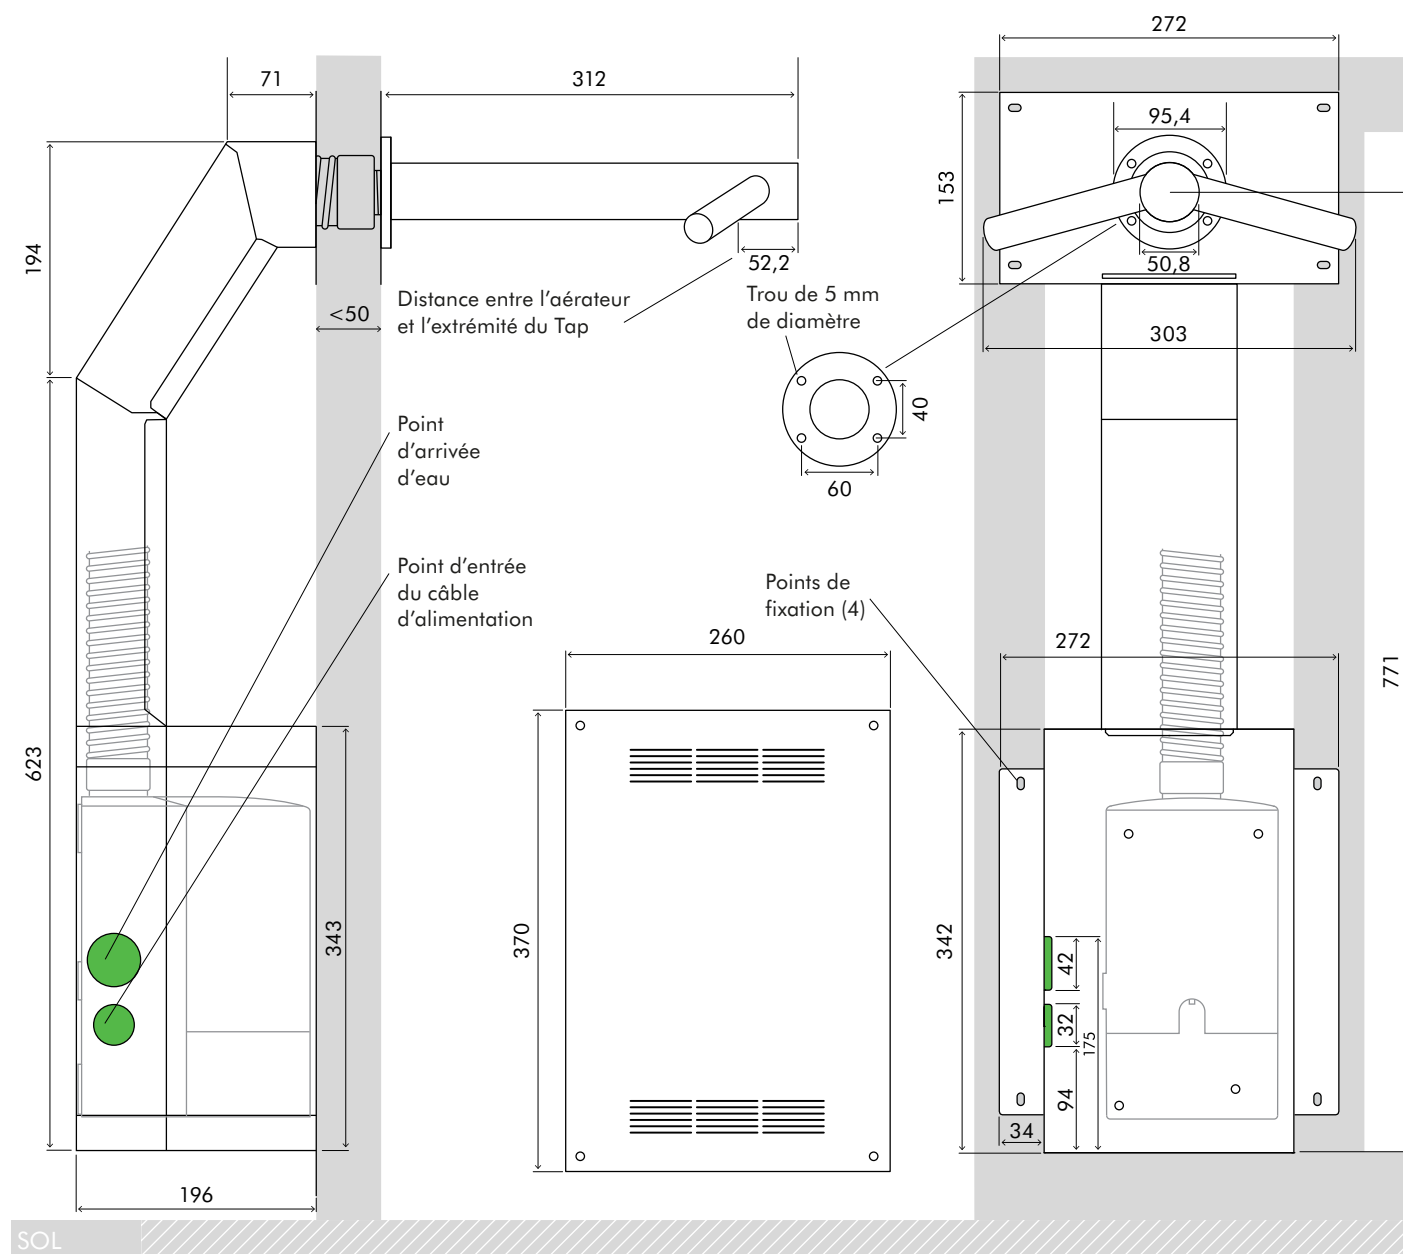 272
71
312
95,4
153
194
52,2
50,8
Distance entre l’aérateur
et l’extrémité du Tap
Trou de 5 mm
de diamètre
<50
303
40
60
Point
d’arrivée
d’eau
Point d’entrée
du câble
d’alimentation
Points de
fixation (4)
260
272
771
623
343
370
342
42
32
175
94
34
196
SOL